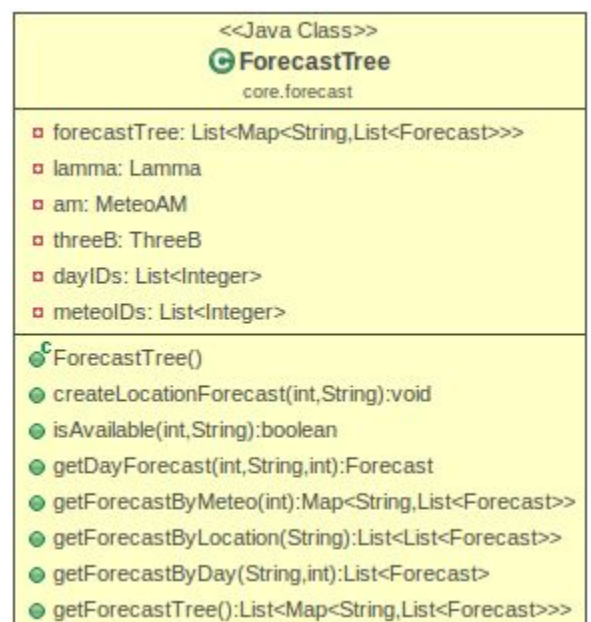 <<Java Class>>
C ForecastTree
core.forecast
forecastTree: List<Map<String,List<Forecast>>>
lamma: Lamma
am: MeteoAM
threeB: ThreeB
dayIDs: List<Integer>
meteoIDs: List<Integer>
C ForecastTree()
createLocationForecast(int,String):void
isAvailable(int,String):boolean
getDayForecast(int,String,int):Forecast
getForecastByMeteo(int):Map<String,List<Forecast>>
getForecastByLocation(String):List<List<Forecast>>
getForecastByDay(String,int):List<Forecast>
getForecastTree():List<Map<String,List<Forecast>>>